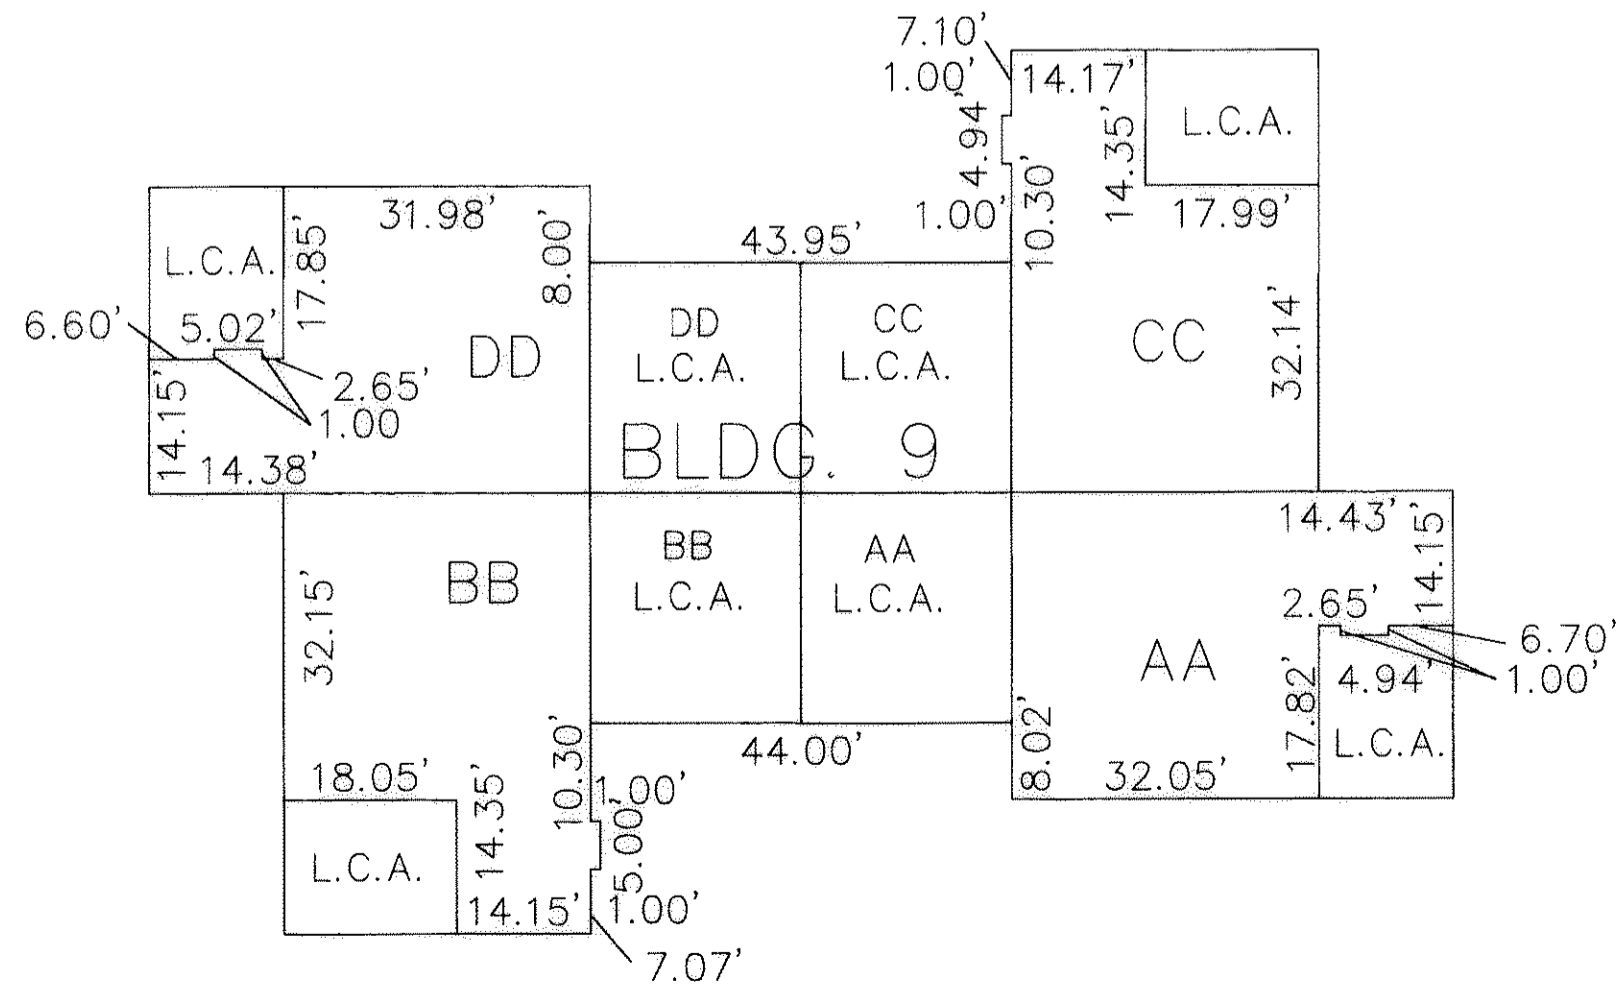 7.10'
1.00'
14.17'
4.94'
14.35'
L.C.A.
10.30'
1.00'
17.99'
31.98'
8.00'
43.95'
L.C.A.
17.85'
6.60'
5.02'
DD
L.C.A.
CC
L.C.A.
CC
32.14'
DD
2.65'
1.00
14.15'
14.38'
BLDG. 9
14.43'
14.15'
BB
32.15'
BB
L.C.A.
AA
L.C.A.
2.65'
6.70'
1.00'
4.94'
AA
17.82'
L.C.A.
8.02'
32.05'
44.00'
10.30'
18.05'
14.35'
1.00'
5.00'
L.C.A.
14.15'
1.00'
7.07'